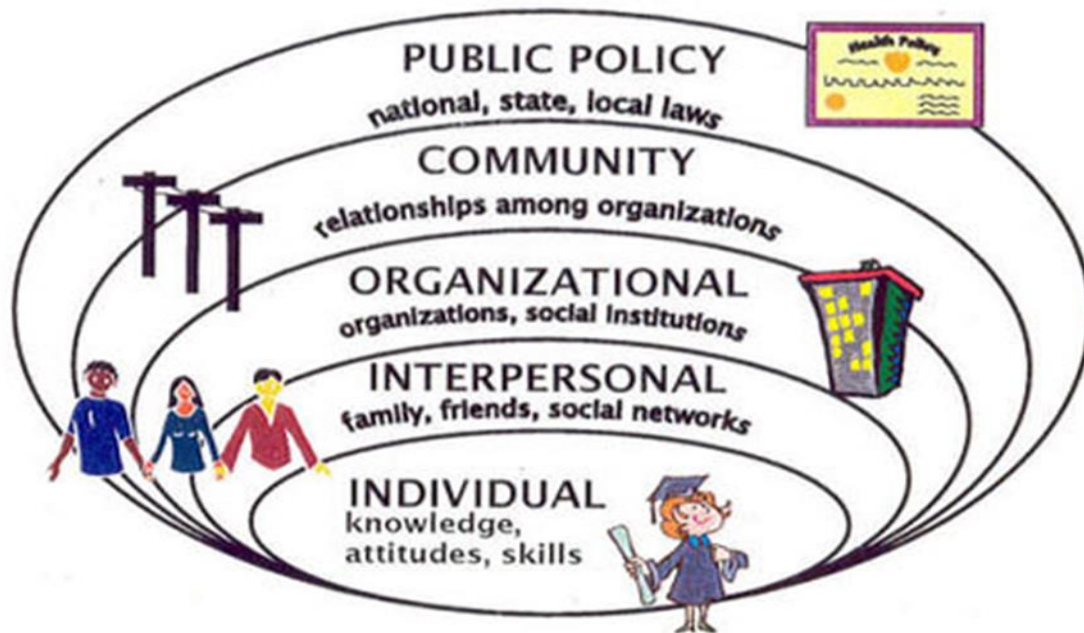 Health Policy
PUBLIC POLICY
national, state, local laws
COMMUNITY
relationships among organizations
ORGANIZATIONAL
organizations, social institutions
INTERPERSONAL
family, friends, social networks
INDIVIDUAL
knowledge,
attitudes, skills